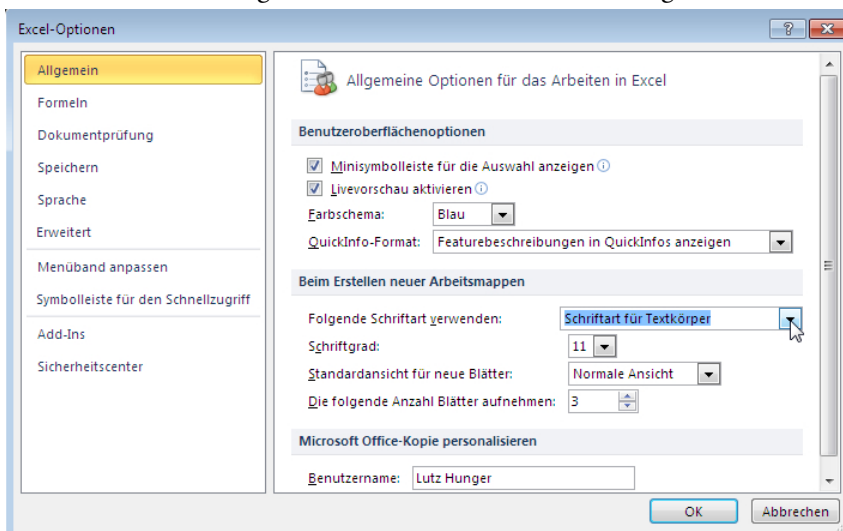 Excel-Optionen
Allgemein
Formeln
Dokumentprüfung
Speichern
Sprache
Erweitert
Menüband anpassen
Symbolleiste für den Schnellzugriff
Add-Ins
Sicherheitscenter
Allgemeine Optionen für das Arbeiten in Excel
Benutzeroberflächenoptionen
Minisymbolleiste für die Auswahl anzeigen
Livevorschau aktivieren
Farbschema: Blau
QuickInfo-Format: Featurebeschreibungen in QuickInfos anzeigen
Beim Erstellen neuer Arbeitsmappen
Folgende Schriftart verwenden: Schriftart für Textkörper
Schriftgrad: 11
Standardansicht für neue Blätter: Normale Ansicht
Die folgende Anzahl Blätter aufnehmen: 3
Microsoft Office-Kopie personalisieren
Benutzername: Lutz Hunger
OK Abbrechen